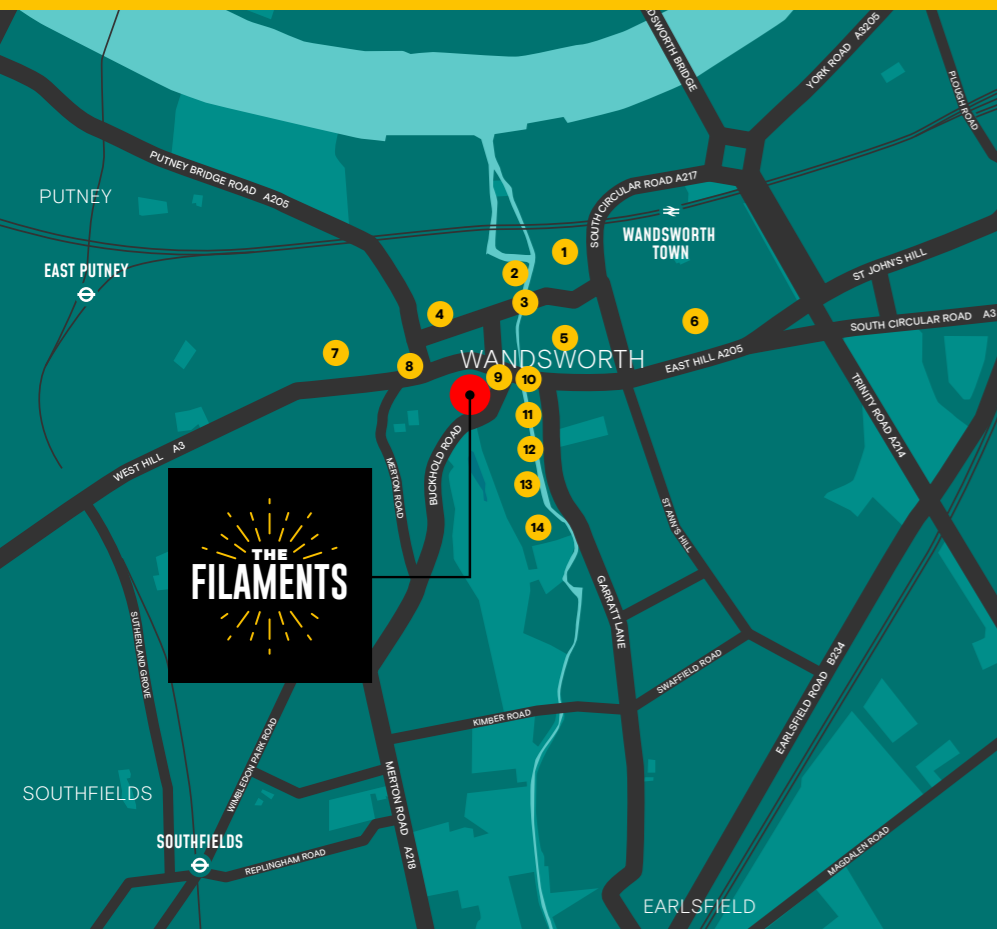 DSWORTH BRIDGE
YORK ROAD A3205
PLOUGH ROAD
PUTNEY BRIDGE ROAD A205
PUTNEY
SOUTH CIRCULAR ROAD A217
WANDSWORTH
TOWN
EAST PUTNEY
1
2
3
4
5
6
7
8
9
10
11
12
13
14
ST JOHN'S HILL
SOUTH CIRCULAR ROAD A3
WANDSWORTH
EAST HILL A205
TRINITY ROAD A214
WEST HILL A3
MERTON ROAD
BUCKHOLD ROAD
ST ANN'S HILL
THE
FILAMENTS
GARRATT LANE
SUTHERLAND GROVE
SWAFFIELD ROAD
EARLSFIELD ROAD B234
KIMBER ROAD
WIMBLEDON PARK ROAD
MERTON ROAD A218
SOUTHFIELDS
SOUTHFIELDS
REPLINGHAM ROAD
MAGDALEN ROAD
EARLSFIELD